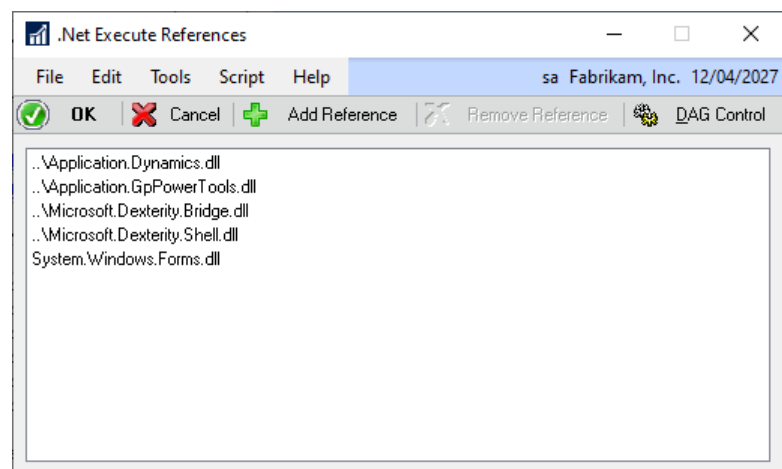 .Net Execute References
File Edit Tools Script Help sa Fabrikam, Inc. 12/04/2027
OK Cancel Add Reference Remove Reference DAG Control
..\Application.Dynamics.dll
..\Application.GpPowerTools.dll
..\Microsoft.Dexterity.Bridge.dll
..\Microsoft.Dexterity.Shell.dll
System.Windows.Forms.dll